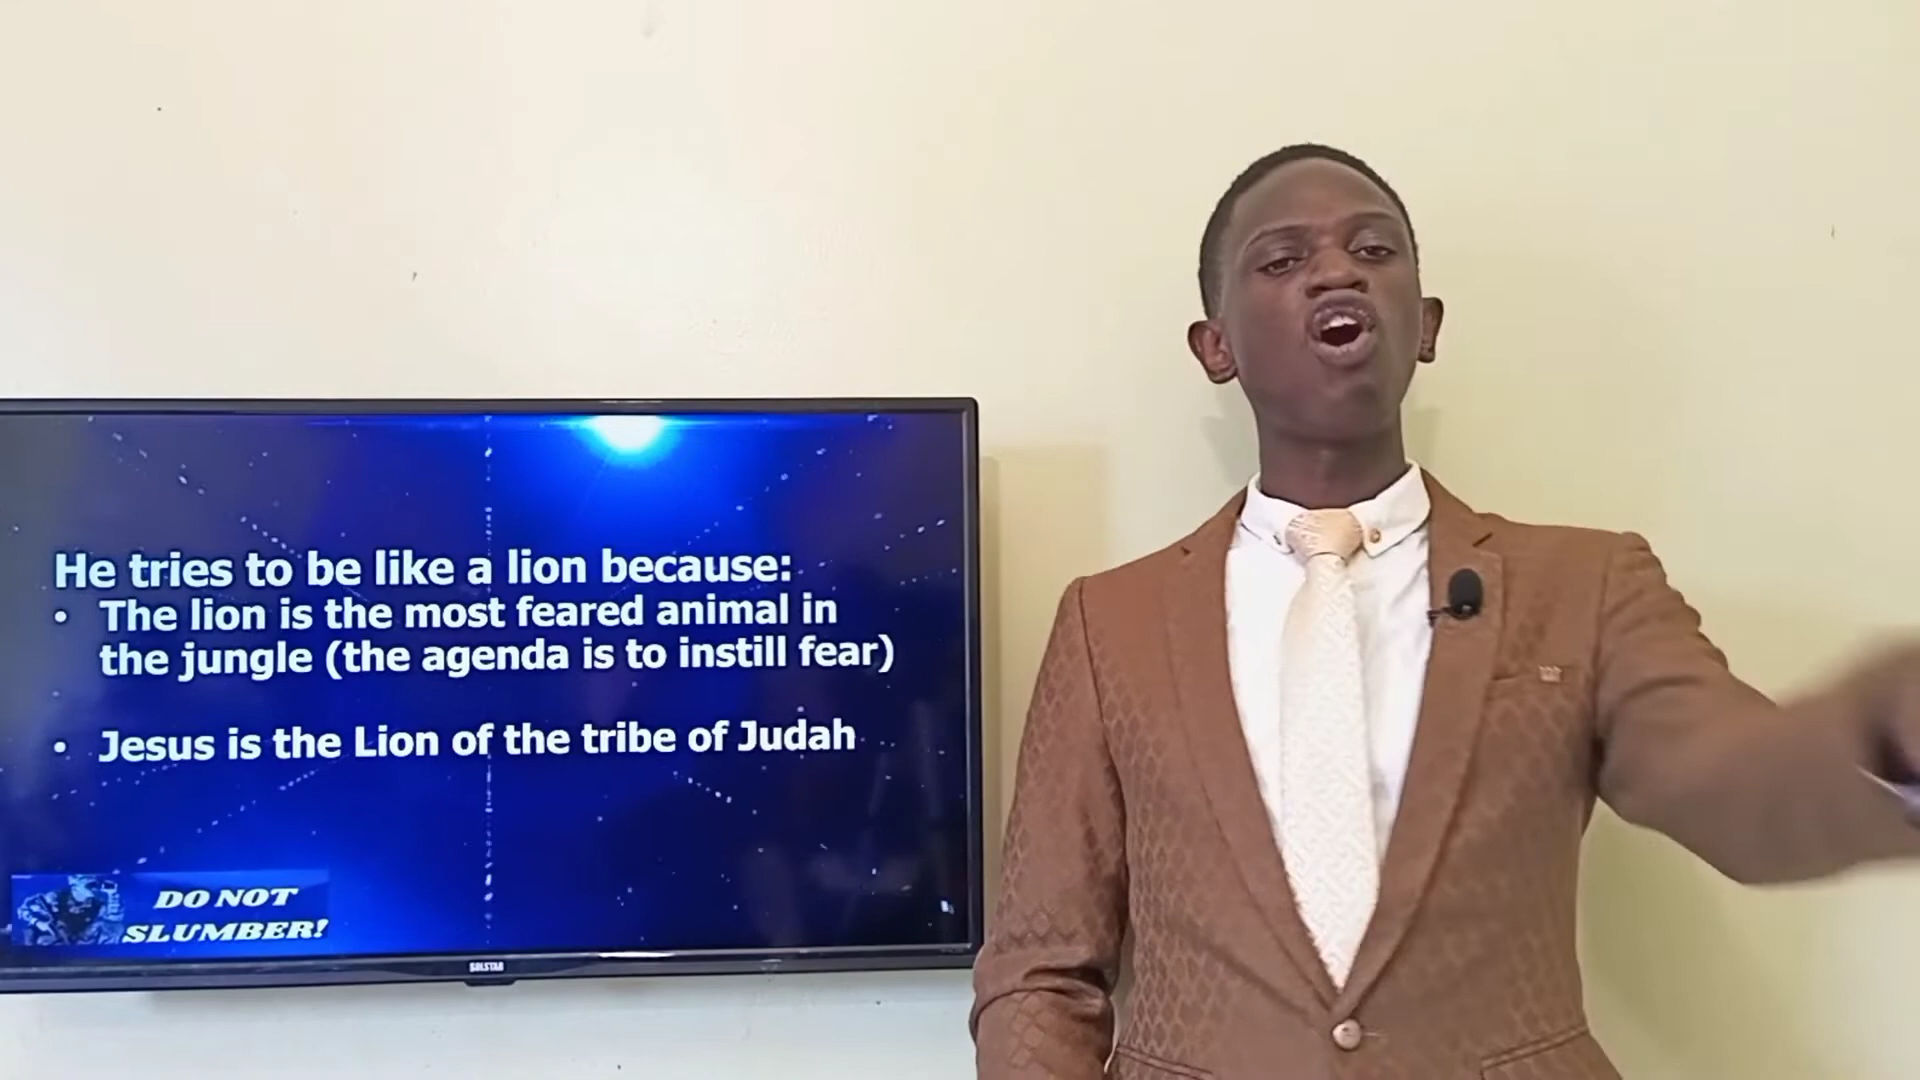 He tries to be like a lion because:
• The lion is the most feared animal in
the jungle (the agenda is to instill fear)
• Jesus is the Lion of the tribe of Judah
DO NOT
SLUMBER!
SOLSTAR